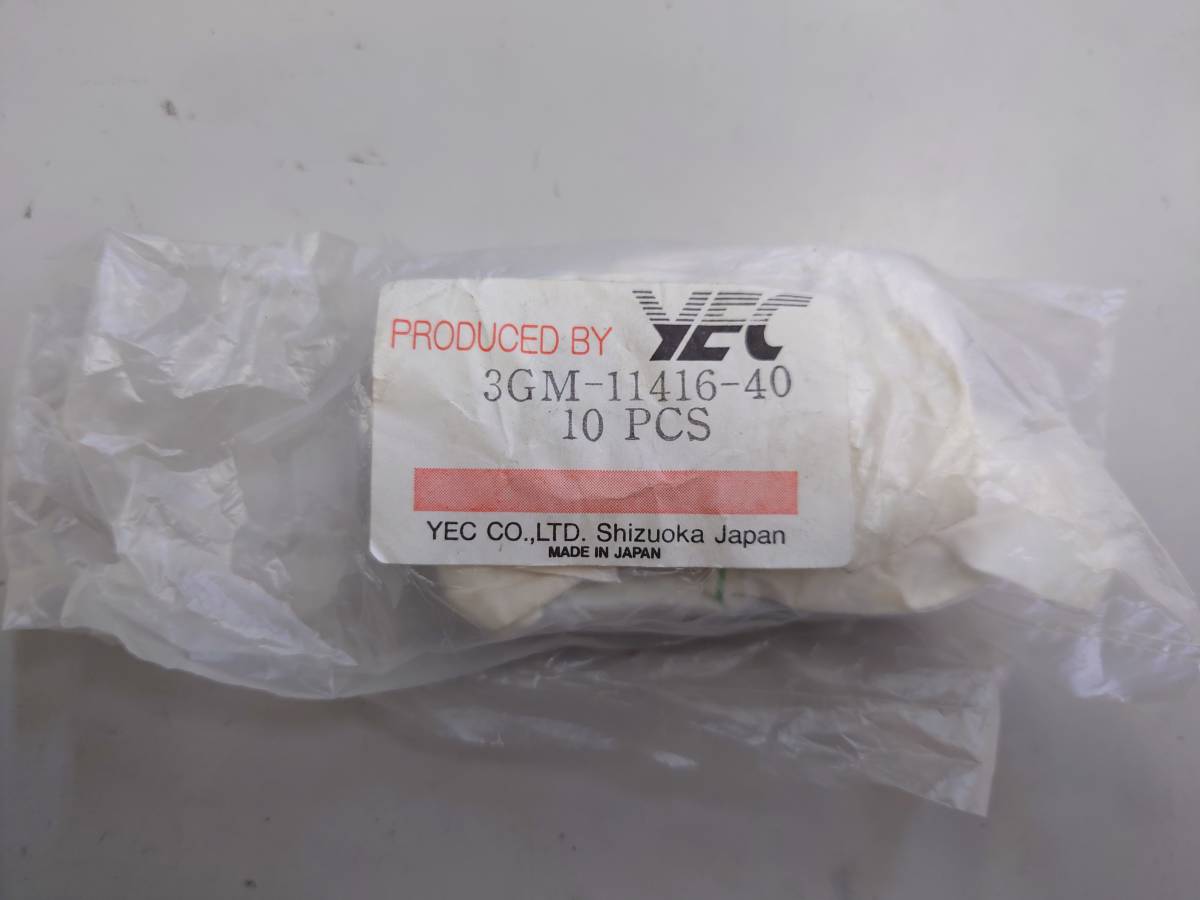 PRODUCED BY YEC
3GM-11416-40
10 PCS
YEC CO.,LTD. Shizuoka Japan
MADE IN JAPAN